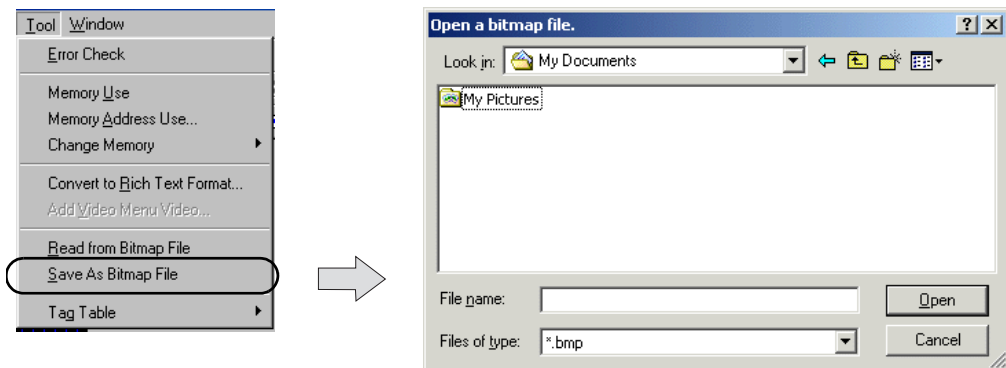 Tool Window
Error Check
Memory Use
Memory Address Use...
Change Memory
Convert to Rich Text Format...
Add Video Menu Video...
Read from Bitmap File
Save As Bitmap File
Tag Table
Open a bitmap file.
Look in: My Documents
My Pictures
File name:
Open
Files of type: *.bmp
Cancel